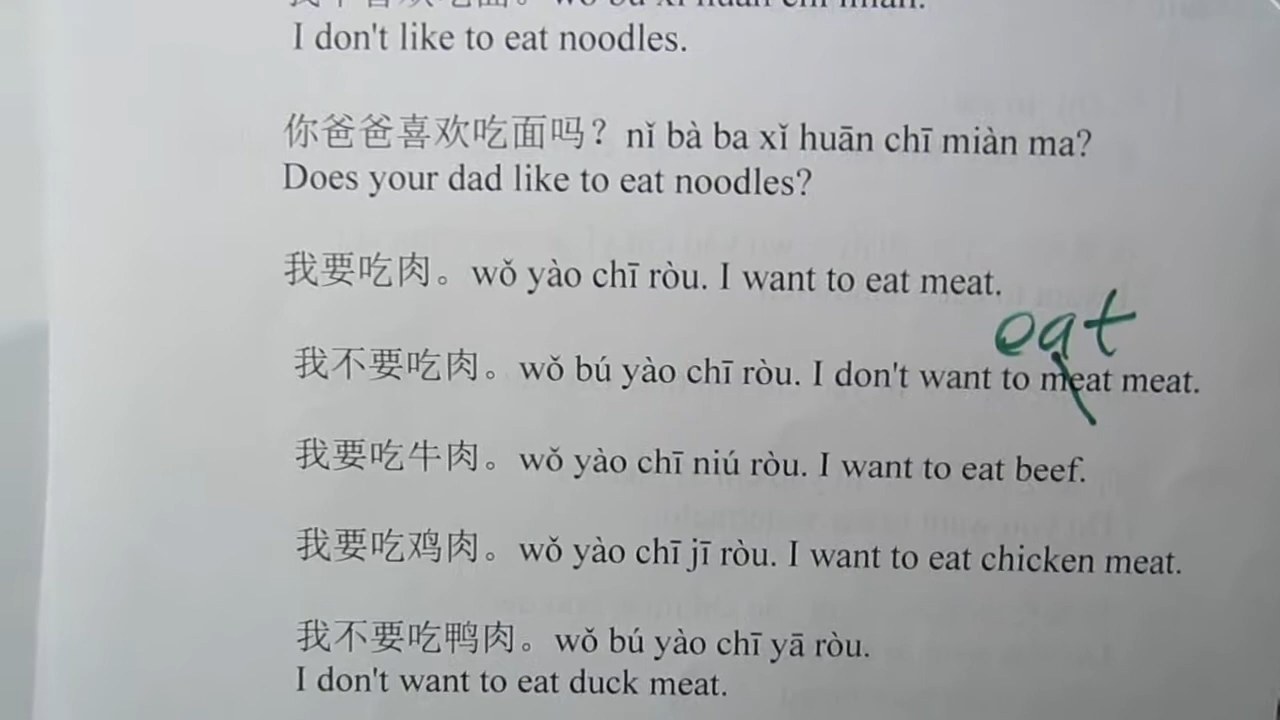 I don't like to eat noodles.
你爸爸喜欢吃面吗？nǐ bà ba xǐ huān chī miàn ma?
Does your dad like to eat noodles?
我要吃肉。wǒ yào chī ròu. I want to eat meat.
eat
我不要吃肉。wǒ bú yào chī ròu. I don't want to meat meat.
我要吃牛肉。wǒ yào chī niú ròu. I want to eat beef.
我要吃鸡肉。wǒ yào chī jī ròu. I want to eat chicken meat.
我不要吃鸭肉。wǒ bú yào chī yā ròu.
I don't want to eat duck meat.